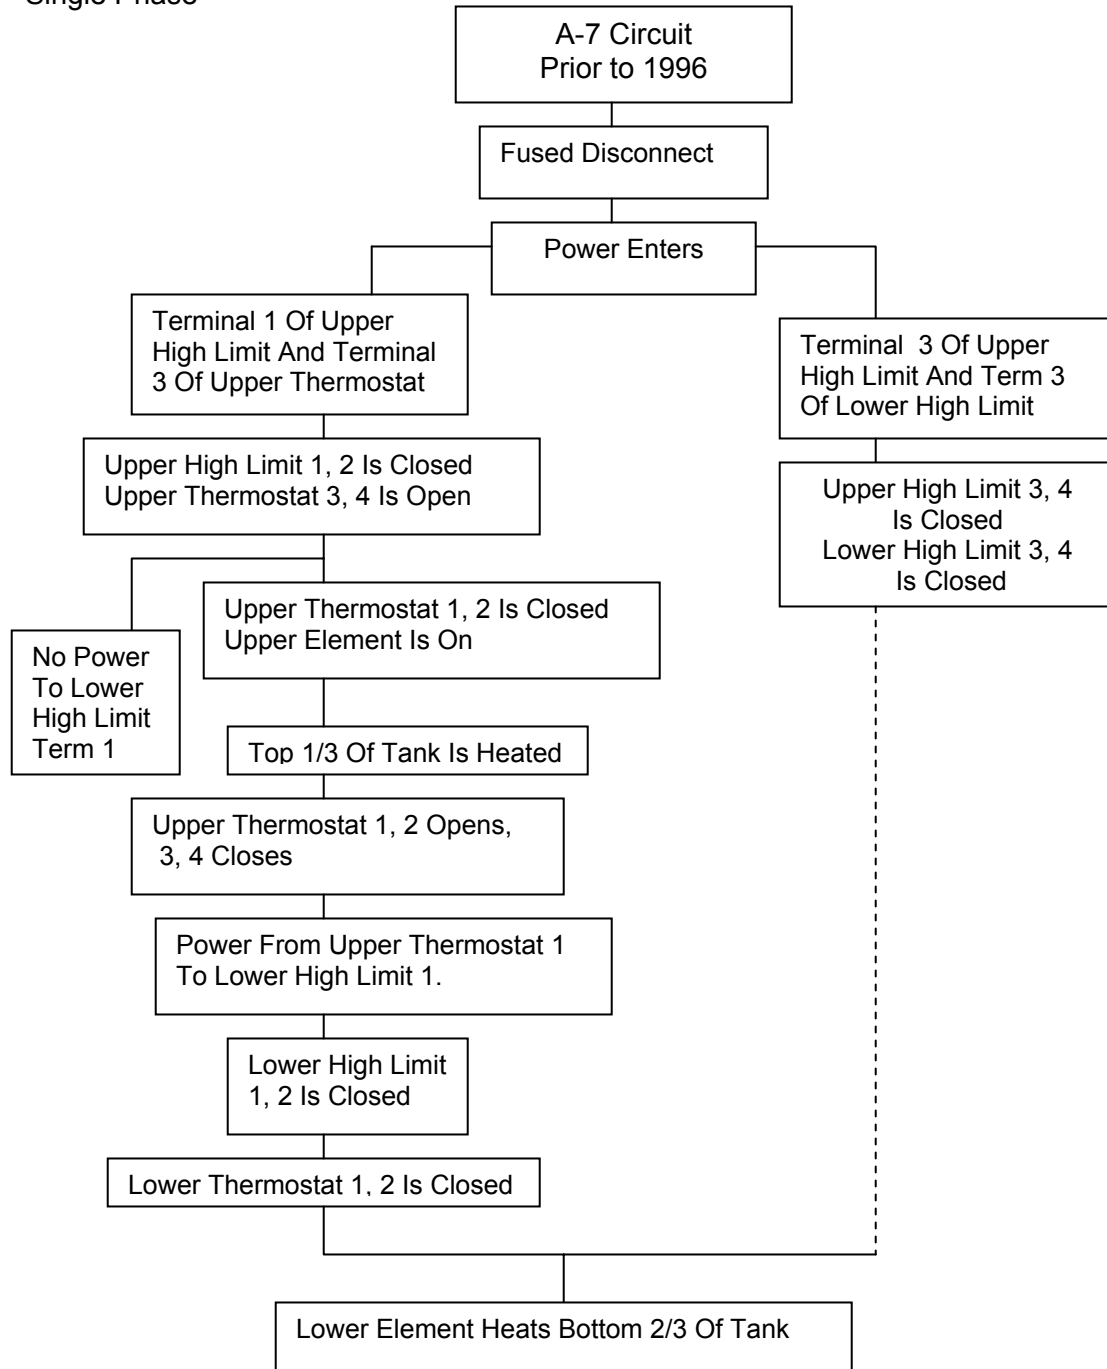 Single Phase
A-7 Circuit
Prior to 1996
Fused Disconnect
Power Enters
Terminal 1 Of Upper
High Limit And Terminal
3 Of Upper Thermostat
Terminal 3 Of Upper
High Limit And Term 3
Of Lower High Limit
Upper High Limit 1, 2 Is Closed
Upper Thermostat 3, 4 Is Open
Upper High Limit 3, 4
Is Closed
Lower High Limit 3, 4
Is Closed
No Power
To Lower
High Limit
Term 1
Upper Thermostat 1, 2 Is Closed
Upper Element Is On
Top 1/3 Of Tank Is Heated
Upper Thermostat 1, 2 Opens,
3, 4 Closes
Power From Upper Thermostat 1
To Lower High Limit 1.
Lower High Limit
1, 2 Is Closed
Lower Thermostat 1, 2 Is Closed
Lower Element Heats Bottom 2/3 Of Tank